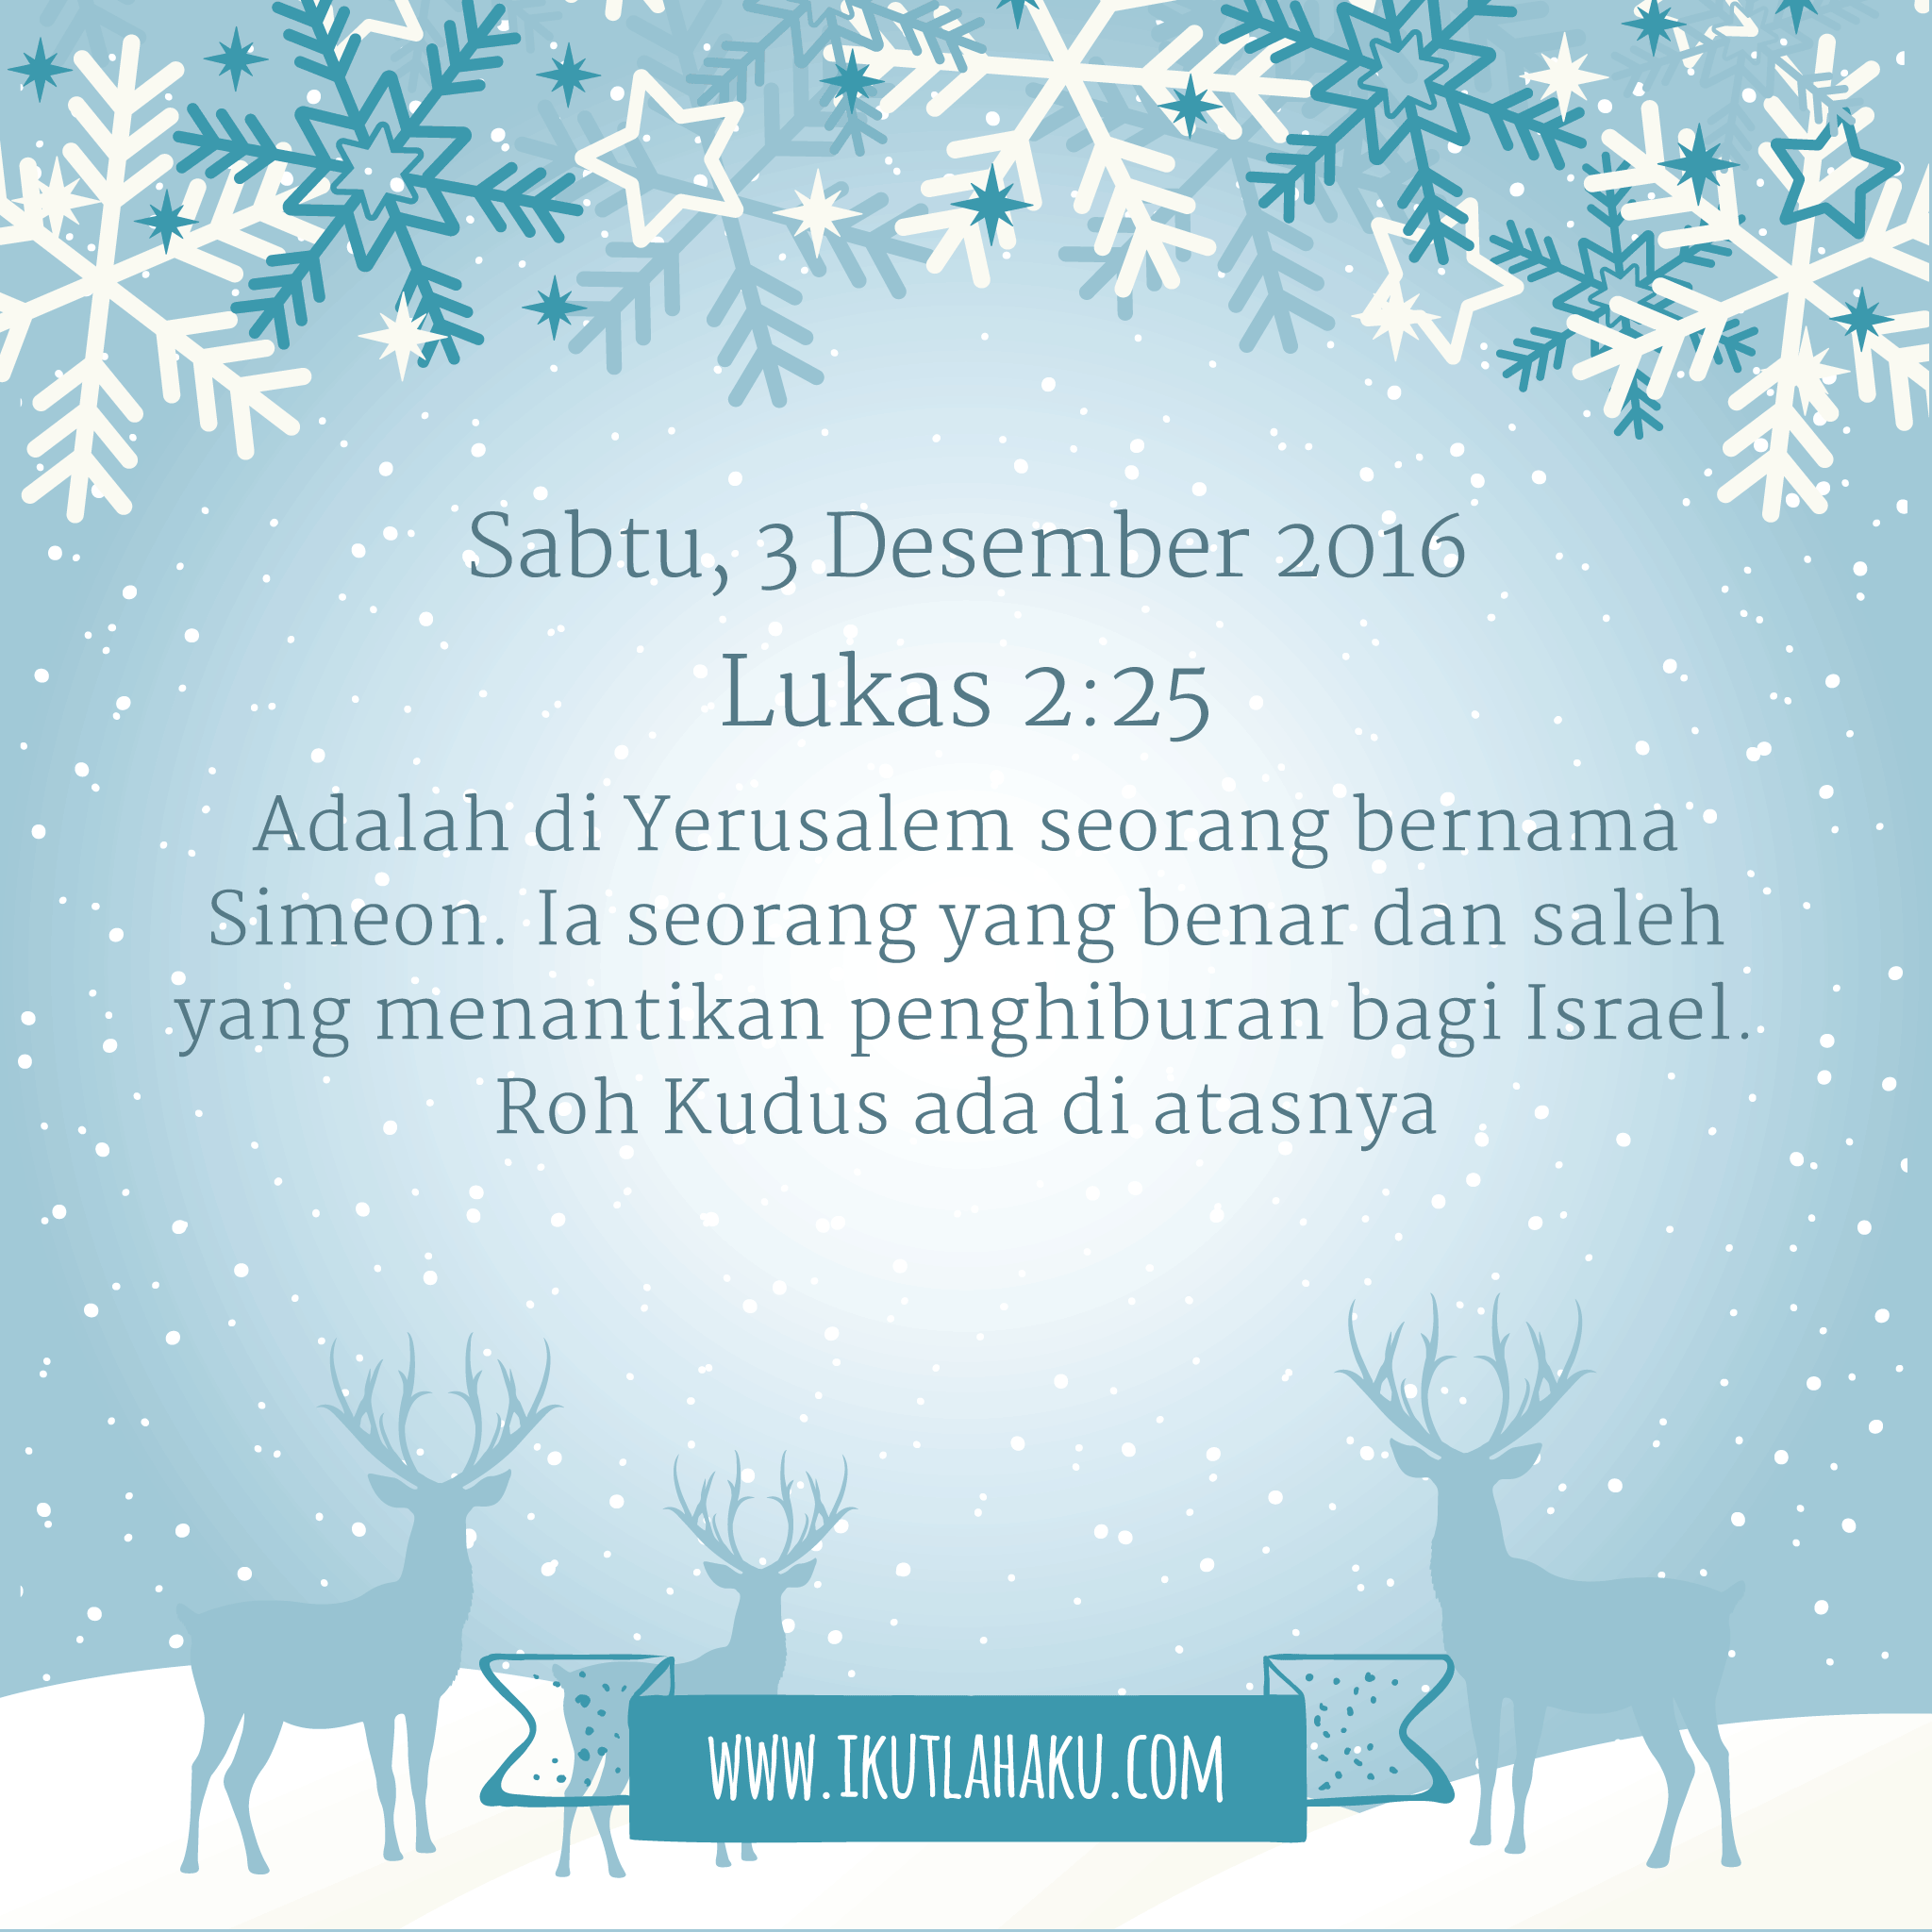 Sabtu, 3 Desember 2016
Lukas 2:25
Adalah di Yerusalem seorang bernama
Simeon. Ia seorang yang benar dan saleh
yang menantikan penghiburan bagi Israel.
Roh Kudus ada di atasnya
WWW.IKUTLAHAKU.COM